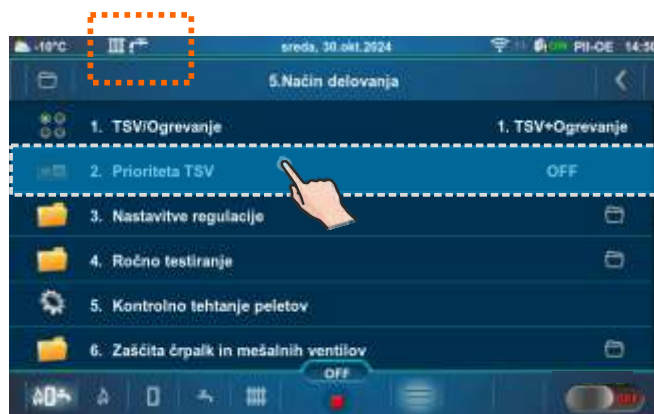 -10°C sreda, 30.okt.2024 PII-OE 14:50
5.Način delovanja
1. TSV/Ogrevanje 1. TSV+Ogrevanje
2. Prioriteta TSV OFF
3. Nastavitve regulacije
4. Ročno testiranje
5. Kontrolno tehtanje peletov
6. Zaščita črpalk in mešalnih ventilov
OFF
OFF